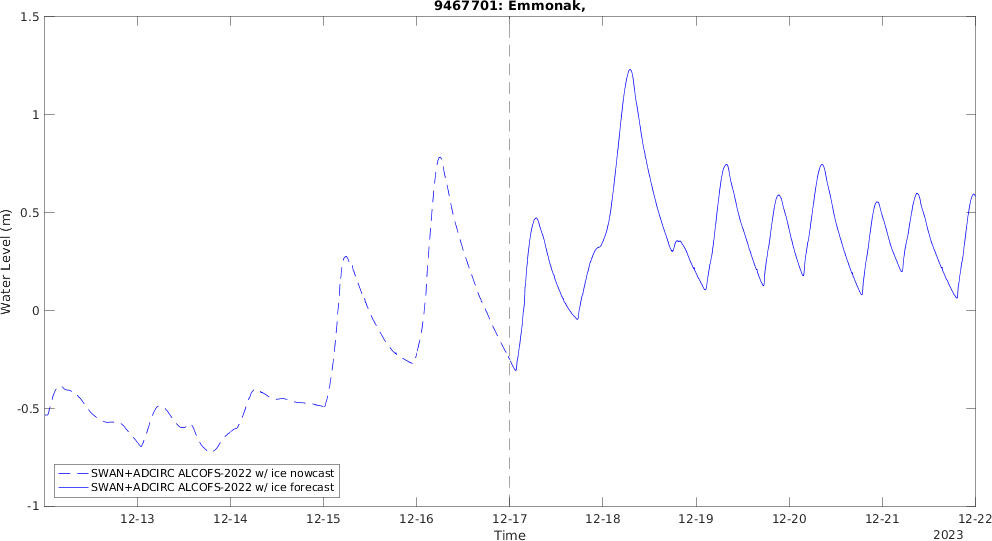 9467701: Emmonak,
Water Level (m)
1.5
1
0.5
0
-0.5
-1
SWAN+ADCIRC ALCOFS-2022 w/ ice nowcast
SWAN+ADCIRC ALCOFS-2022 w/ ice forecast
12-13 12-14 12-15 12-16 12-17 12-18 12-19 12-20 12-21 12-22
Time
2023